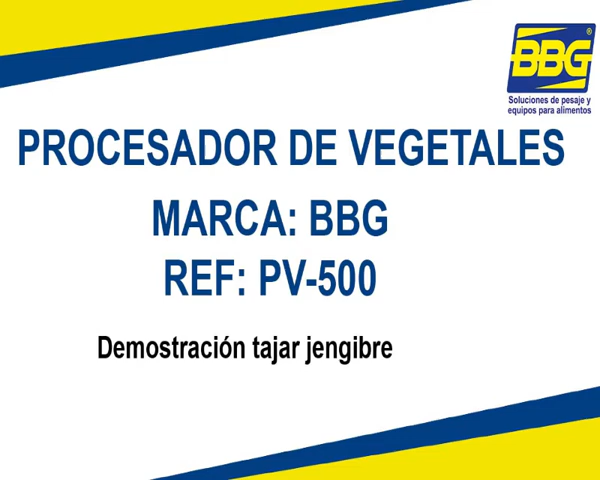 BBG®
Soluciones de pesaje y
equipos para alimentos
PROCESADOR DE VEGETALES
MARCA: BBG
REF: PV-500
Demostración tajar jengibre